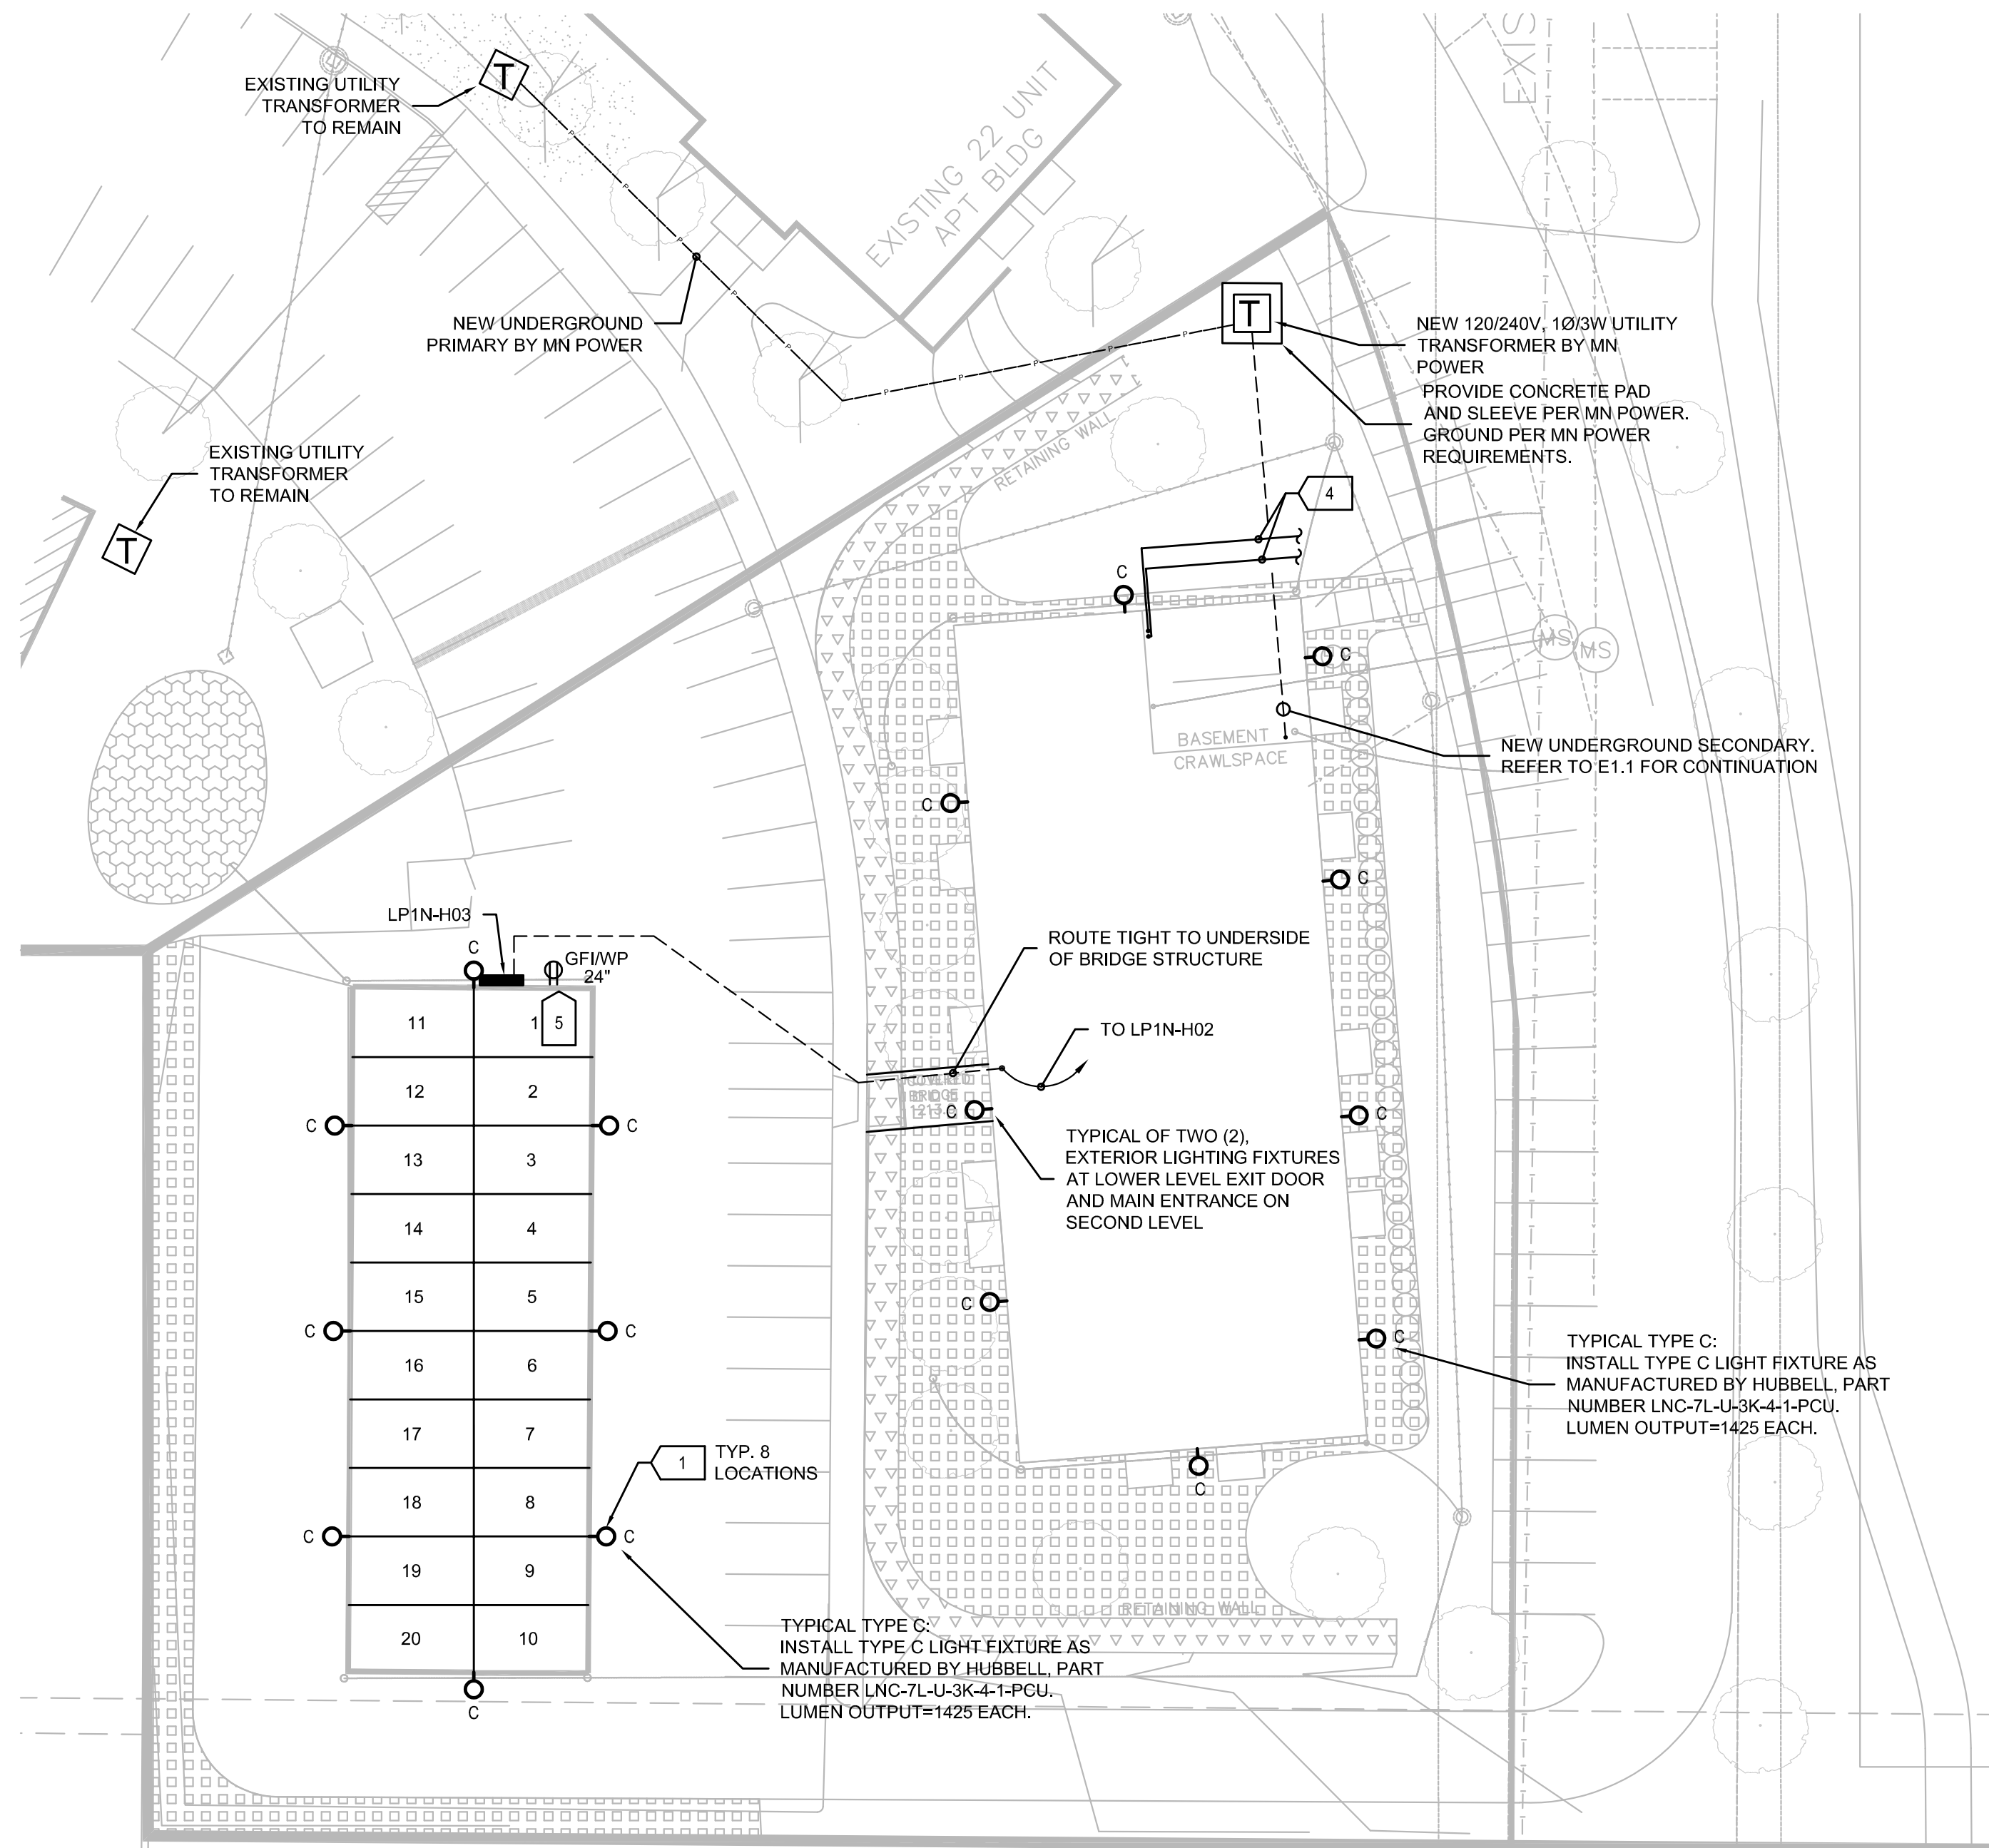 EXISTING UTILITY
TRANSFORMER
TO REMAIN
T
EXISTING 22 UNIT
APT BLDG
EXIS
NEW UNDERGROUND
PRIMARY BY MN POWER
P
P
P
P
P
P
P
P
P
T
NEW 120/240V, 1Ø/3W UTILITY
TRANSFORMER BY MN
POWER
PROVIDE CONCRETE PAD
AND SLEEVE PER MN POWER.
GROUND PER MN POWER
REQUIREMENTS.
RETAINING WALL
EXISTING UTILITY
TRANSFORMER
TO REMAIN
T
4
C
C
MS
MS
BASEMENT
CRAWLSPACE
NEW UNDERGROUND SECONDARY.
REFER TO E1.1 FOR CONTINUATION
C
C
LP1N-H03
C
GFI/WP
24"
ROUTE TIGHT TO UNDERSIDE
OF BRIDGE STRUCTURE
TO LP1N-H02
11
1
5
12
2
COVERED
BRIDGE
C
C
C
C
TYPICAL OF TWO (2),
EXTERIOR LIGHTING FIXTURES
AT LOWER LEVEL EXIT DOOR
AND MAIN ENTRANCE ON
SECOND LEVEL
13
3
14
4
15
5
C
C
C
C
16
6
TYPICAL TYPE C:
INSTALL TYPE C LIGHT FIXTURE AS
MANUFACTURED BY HUBBELL, PART
NUMBER LNC-7L-U-3K-4-1-PCU.
LUMEN OUTPUT=1425 EACH.
17
7
1
TYP. 8
LOCATIONS
C
18
8
C
C
19
9
RETAINING WALL
20
10
C
TYPICAL TYPE C:
INSTALL TYPE C LIGHT FIXTURE AS
MANUFACTURED BY HUBBELL, PART
NUMBER LNC-7L-U-3K-4-1-PCU.
LUMEN OUTPUT=1425 EACH.